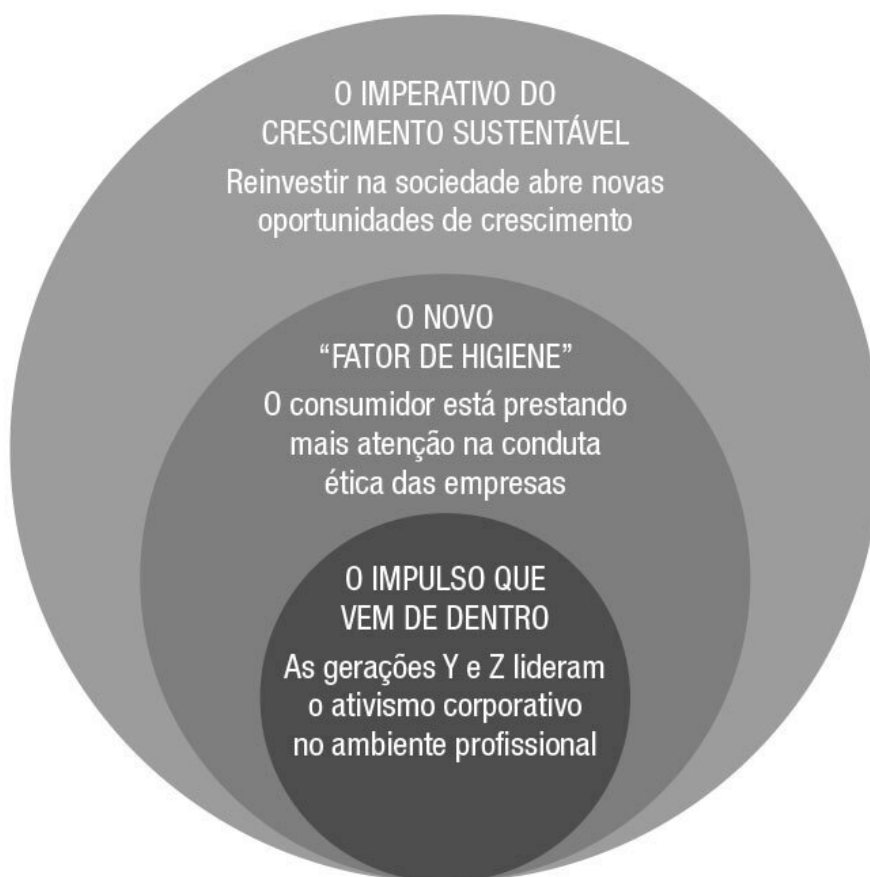 O IMPERATIVO DO
CRESCIMENTO SUSTENTÁVEL
Reinvestir na sociedade abre novas
oportunidades de crescimento
O NOVO
“FATOR DE HIGIENE”
O consumidor está prestando
mais atenção na conduta
ética das empresas
O IMPULSO QUE
VEM DE DENTRO
As gerações Y e Z lideram
o ativismo corporativo
no ambiente profissional